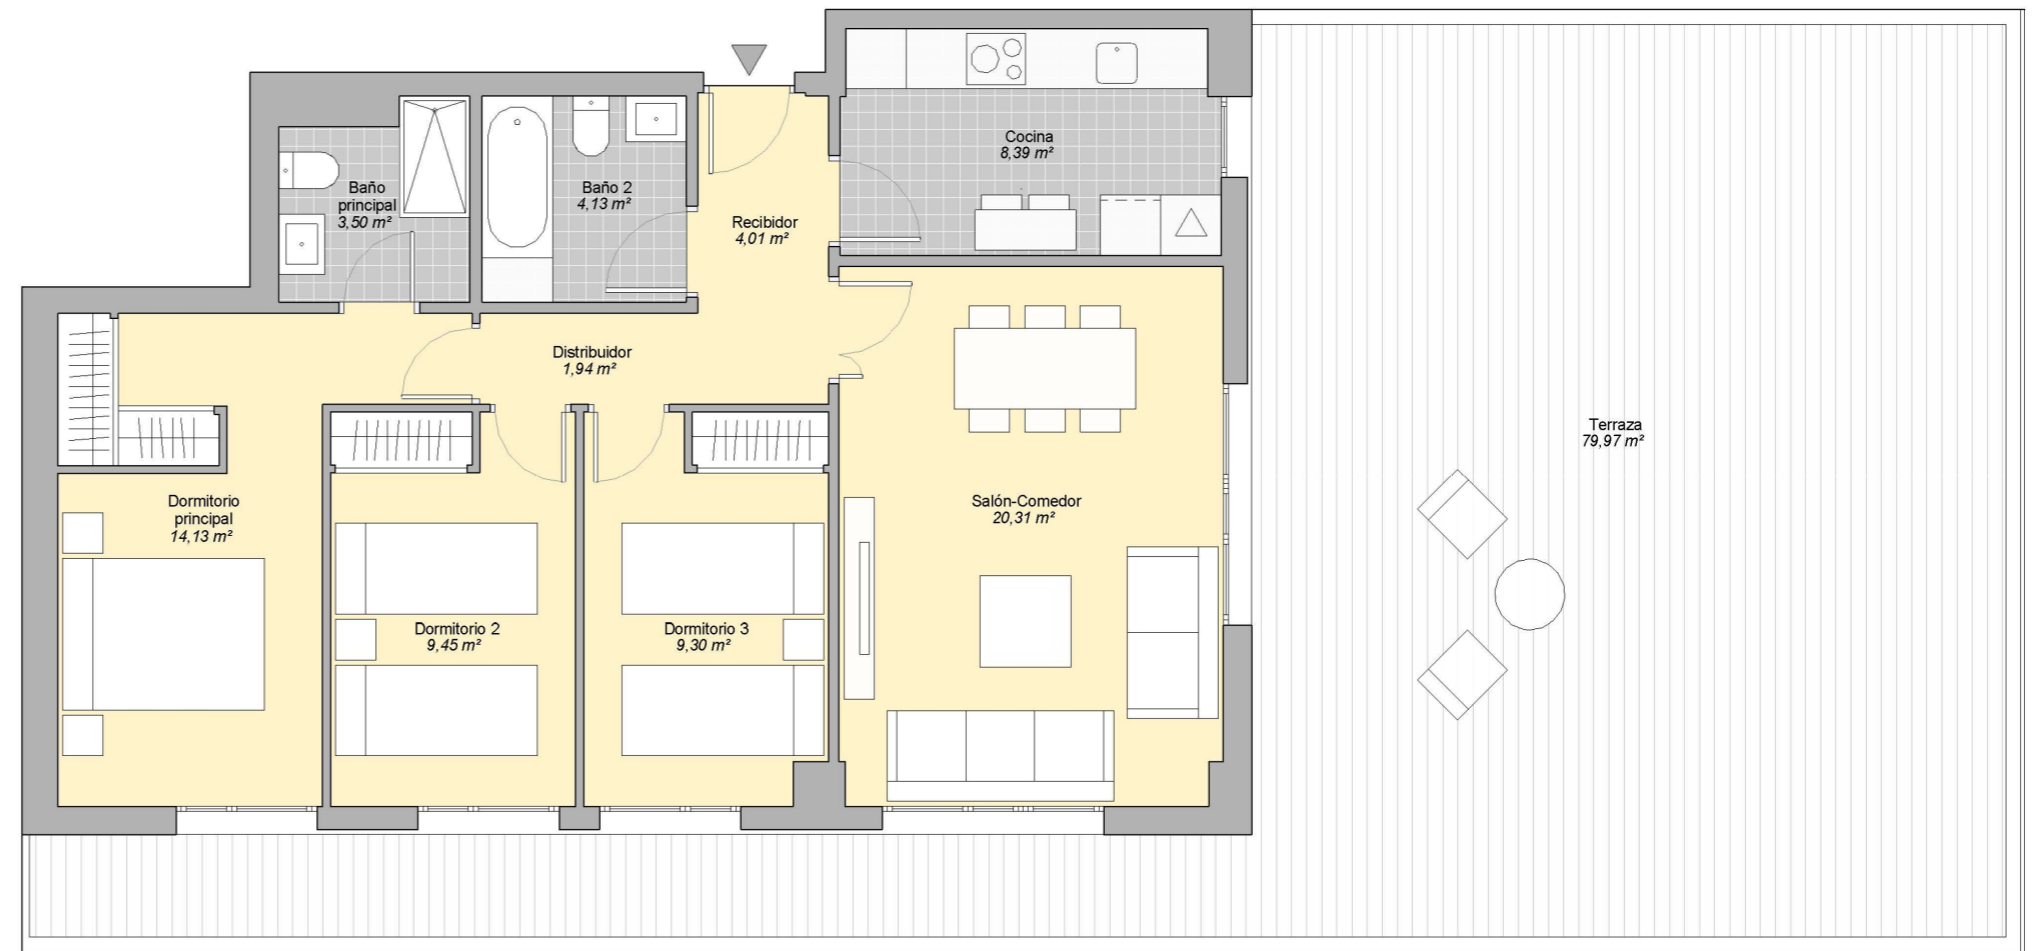 Cocina
8,39 m²
Baño
principal
3,50 m²
Baño 2
4,13 m²
Recibidor
4,01 m²
Distribuidor
1,94 m²
Terraza
79,97 m²
Dormitorio
principal
14,13 m²
Salón-Comedor
20,31 m²
Dormitorio 2
9,45 m²
Dormitorio 3
9,30 m²